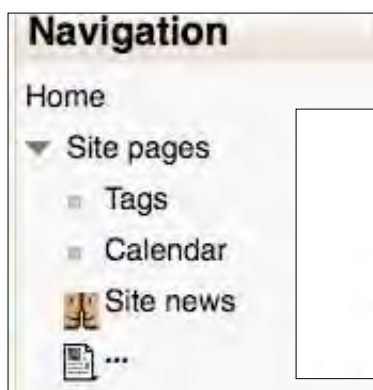 Navigation
Home
Site pages
Tags
Calendar
Site news
...